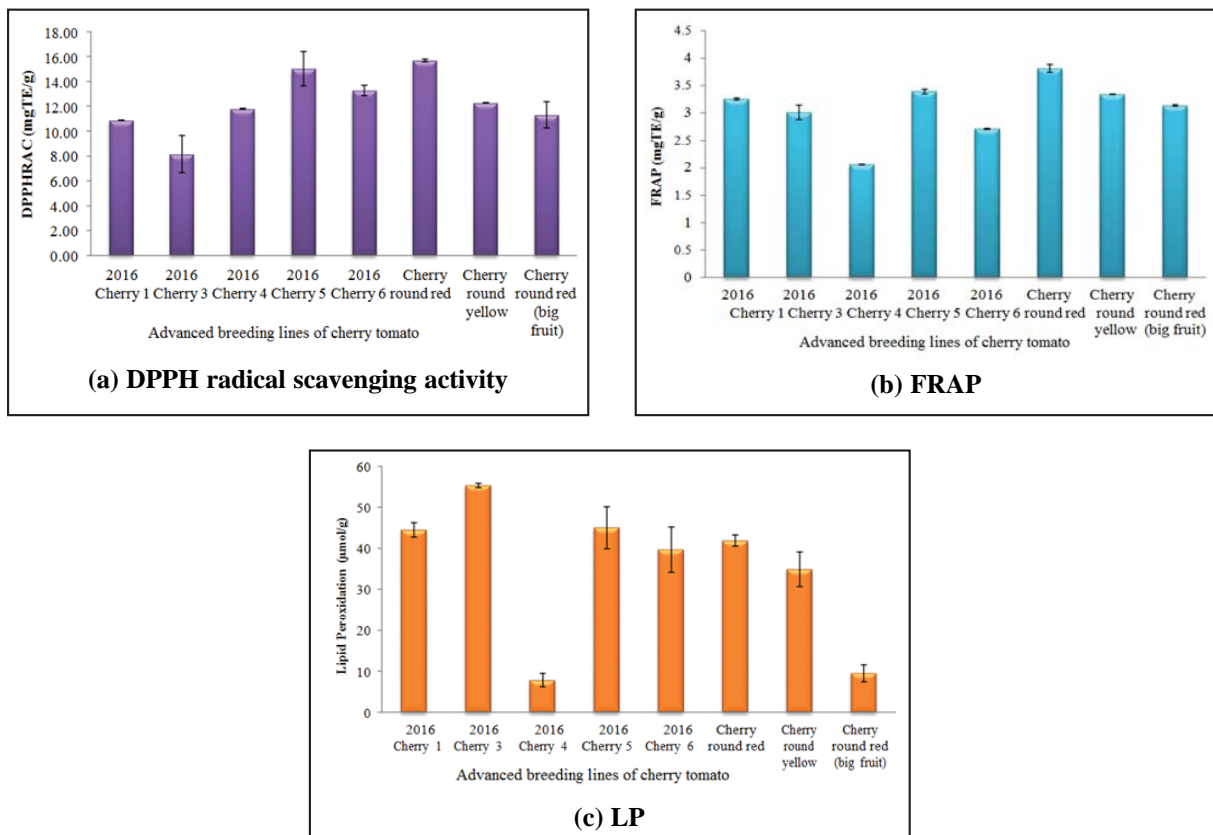 DPPHRAC (mgTE/g)
18.00
16.00
14.00
12.00
10.00
8.00
6.00
4.00
2.00
0.00
2016 2016 2016 2016 2016 Cherry Cherry Cherry
Cherry 1 Cherry 3 Cherry 4 Cherry 5 Cherry 6 round red round round red
yellow (big
fruit)
Advanced breeding lines of cherry tomato
(a) DPPH radical scavenging activity
FRAP (mgTE/g)
4.5
4
3.5
3
2.5
2
1.5
1
0.5
0
2016 2016 2016 2016 2016 Cherry Cherry Cherry
Cherry 1 Cherry 3 Cherry 4 Cherry 5 Cherry 6 round red round round red
yellow (big fruit)
Advanced breeding lines of cherry tomato
(b) FRAP
Lipid Peroxidation (µmol/g)
60
50
40
30
20
10
0
2016 2016 2016 2016 2016 Cherry Cherry Cherry
Cherry 1 Cherry 3 Cherry 4 Cherry 5 Cherry 6 round red round round red
yellow (big fruit)
Advanced breeding lines of cherry tomato
(c) LP